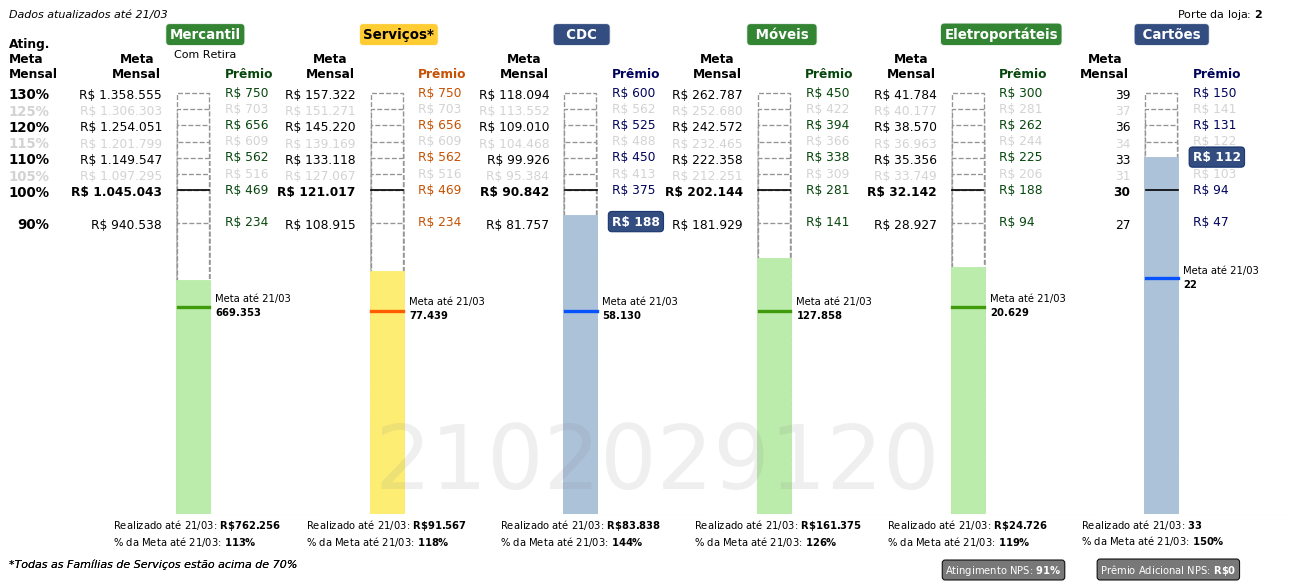 Dados atualizados até 21/03 Porte da loja: 2
Mercantil Serviços* CDC Móveis Eletroportáteis Cartões
Ating. Meta Mensal
Com Retira
Meta Mensal Prêmio Meta Mensal Prêmio Meta Mensal Prêmio Meta Mensal Prêmio Meta Mensal Prêmio Meta Mensal Prêmio
130% R$ 1.358.555 R$ 750 R$ 157.322 R$ 750 R$ 118.094 R$ 600 R$ 262.787 R$ 450 R$ 41.784 R$ 300 39 R$ 150
125% R$ 1.306.303 R$ 703 R$ 151.271 R$ 703 R$ 113.552 R$ 562 R$ 252.680 R$ 422 R$ 40.177 R$ 281 37 R$ 141
120% R$ 1.254.051 R$ 656 R$ 145.220 R$ 656 R$ 109.010 R$ 525 R$ 242.572 R$ 394 R$ 38.570 R$ 262 36 R$ 131
115% R$ 1.201.799 R$ 609 R$ 139.169 R$ 609 R$ 104.468 R$ 488 R$ 232.465 R$ 366 R$ 36.963 R$ 244 34 R$ 122
110% R$ 1.149.547 R$ 562 R$ 133.118 R$ 562 R$ 99.926 R$ 450 R$ 222.358 R$ 338 R$ 35.356 R$ 225 33 R$ 112
105% R$ 1.097.295 R$ 516 R$ 127.067 R$ 516 R$ 95.384 R$ 413 R$ 212.251 R$ 309 R$ 33.749 R$ 206 31 R$ 103
100% R$ 1.045.043 R$ 469 R$ 121.017 R$ 469 R$ 90.842 R$ 375 R$ 202.144 R$ 281 R$ 32.142 R$ 188 30 R$ 94
90% R$ 940.538 R$ 234 R$ 108.915 R$ 234 R$ 81.757 R$ 188 R$ 181.929 R$ 141 R$ 28.927 R$ 94 27 R$ 47
Meta até 21/03 669.353
Meta até 21/03 77.439
Meta até 21/03 58.130
Meta até 21/03 127.858
Meta até 21/03 20.629
Meta até 21/03 22
2102029120
Realizado até 21/03: R$762.256 Realizado até 21/03: R$91.567 Realizado até 21/03: R$83.838 Realizado até 21/03: R$161.375 Realizado até 21/03: R$24.726 Realizado até 21/03: 33
% da Meta até 21/03: 113% % da Meta até 21/03: 118% % da Meta até 21/03: 144% % da Meta até 21/03: 126% % da Meta até 21/03: 119% % da Meta até 21/03: 150%
*Todas as Famílias de Serviços estão acima de 70% Atingimento NPS: 91% Prêmio Adicional NPS: R$0